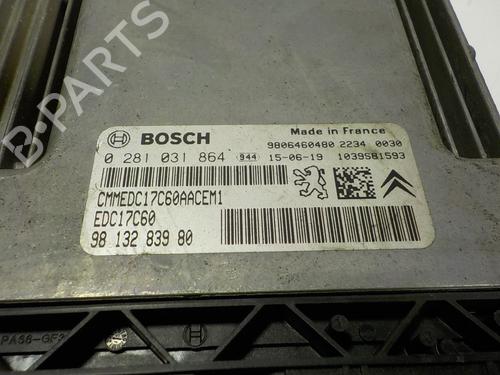 B-PARTS
BOSCH
Made in France
9806460480 2234 0030
0 281 031 864 944 15-06-19 1039581593
CMMEDC17C60AACEM1
EDC17C60
98 132 839 80